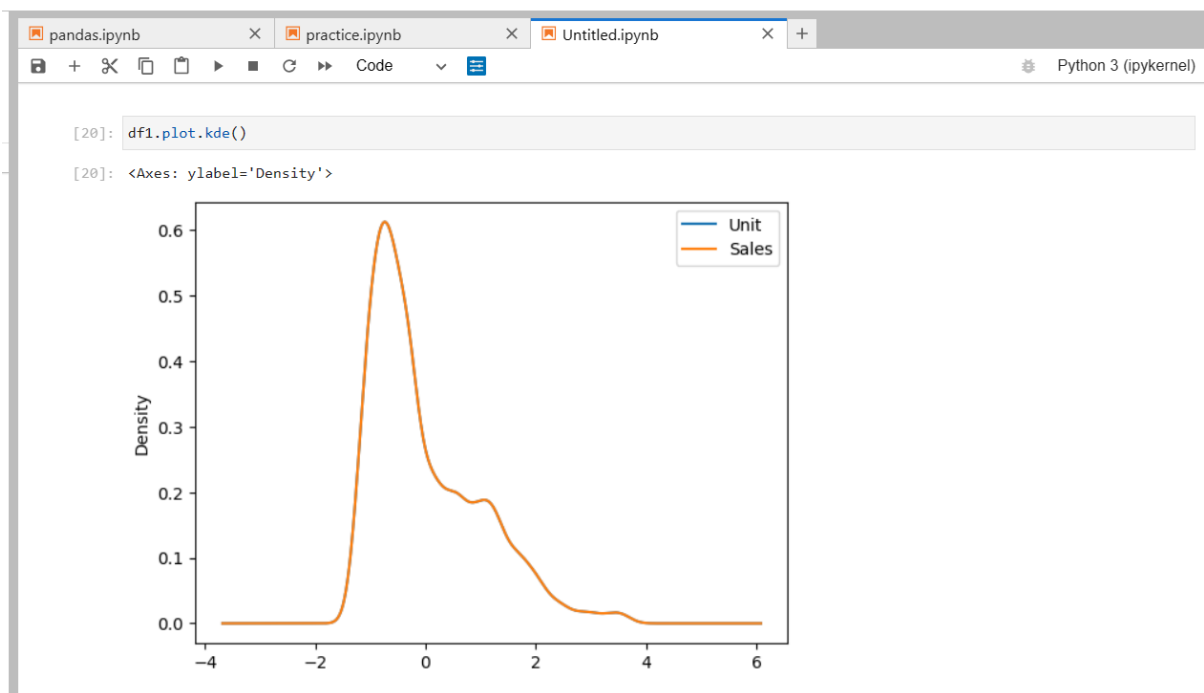 pandas.ipynb
practice.ipynb
Untitled.ipynb
Code
Python 3 (ipykernel)
[20]: df1.plot.kde()
[20]: <Axes: ylabel='Density'>
Unit
Sales
0.6
0.5
0.4
0.3
0.2
0.1
0.0
Density
−4 −2 0 2 4 6